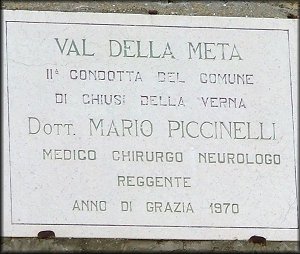 VAL DELLA META
IIª CONDOTTA DEL COMUNE
DI CHIUSI DELLA VERNA
DOTT. MARIO PICCINELLI
MEDICO CHIRURGO NEUROLOGO
REGGENTE
ANNO DI GRAZIA 1970